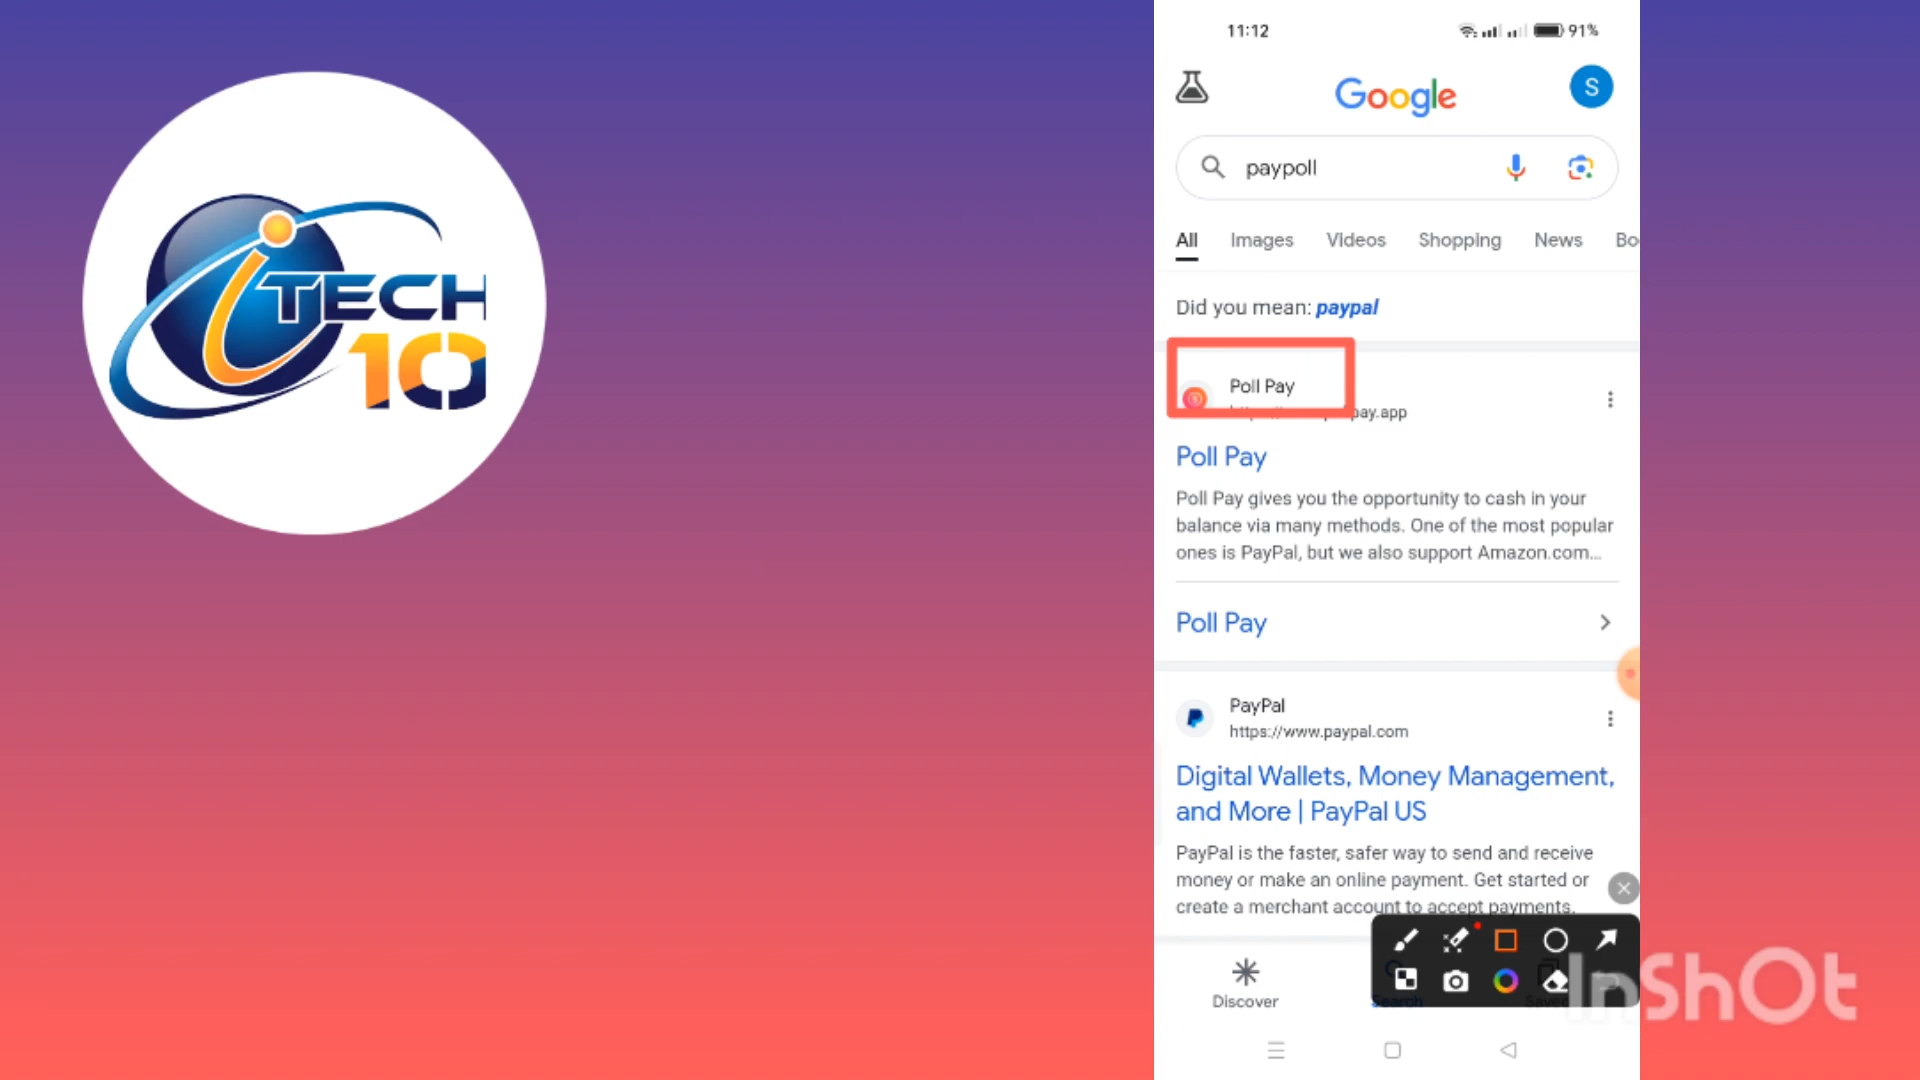 iTECH
10
11:12
91%
Google
S
paypoll
All Images Videos Shopping News Bo
Did you mean: paypal
Poll Pay
pay.app
Poll Pay
Poll Pay gives you the opportunity to cash in your
balance via many methods. One of the most popular
ones is PayPal, but we also support Amazon.com...
Poll Pay
PayPal
https://www.paypal.com
Digital Wallets, Money Management,
and More | PayPal US
PayPal is the faster, safer way to send and receive
money or make an online payment. Get started or
create a merchant account to accept payments.
Discover
Search
Saved
InShOt